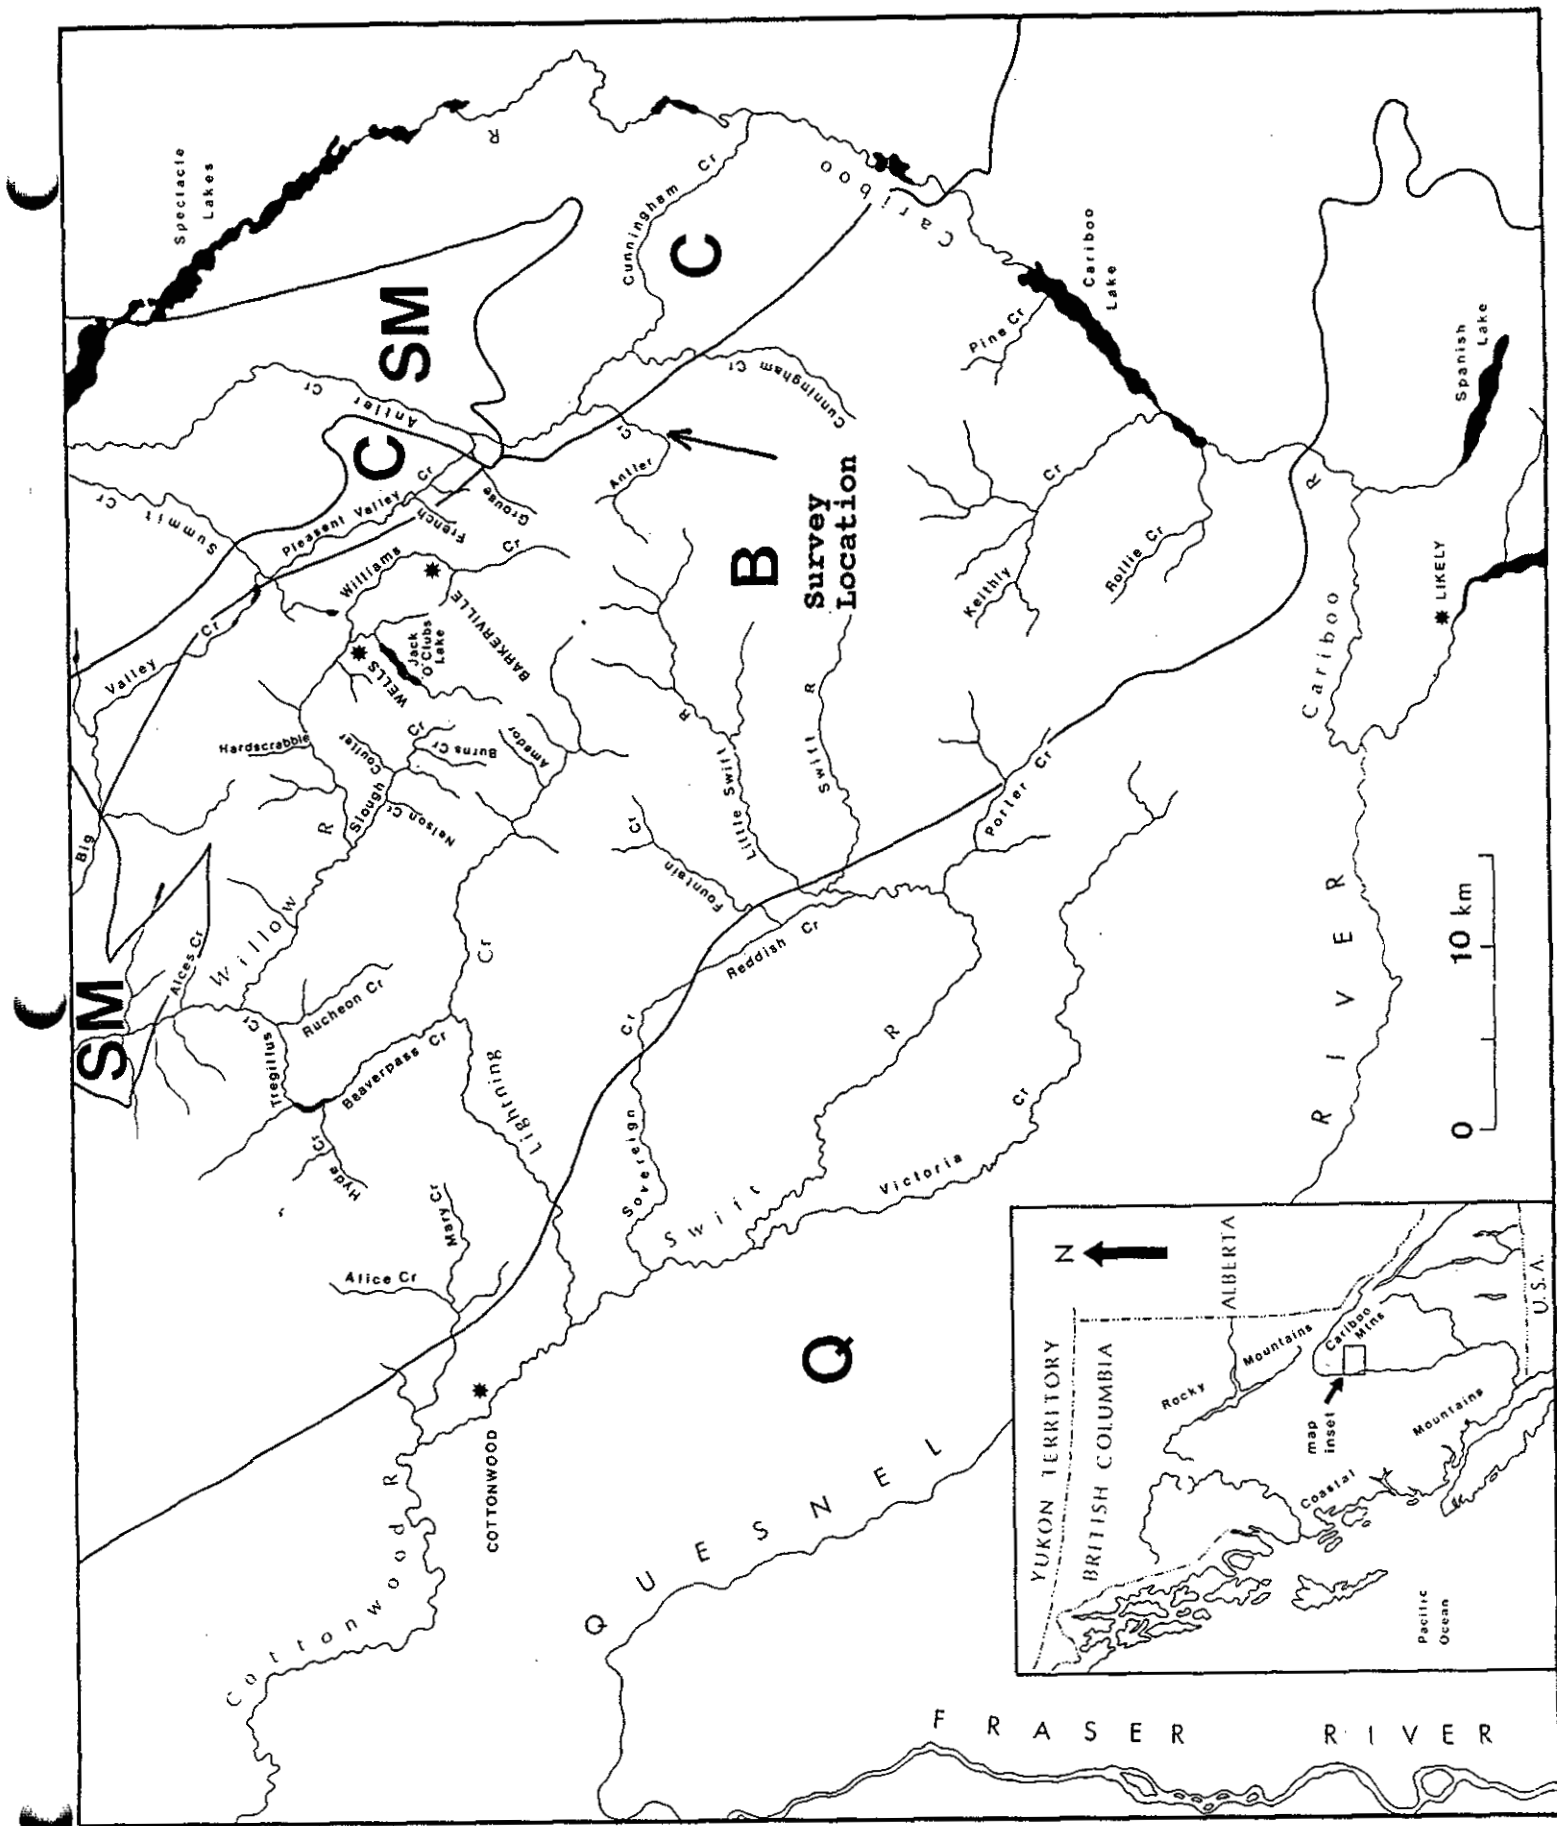 Spectacle
Lakes
R
SM
C
Cunningham Cr
Cariboo
Cariboo
Lake
Pine Cr
Spanish
Lake
Antler Cr
C
Summit Cr
Pleasent Valley Cr
French
Grouse
Cr
Antler
Cunningham Cr
Survey
Location
B
Williams
Cr
BARKERVILLE
Jack
O'Clubs
Lake
WELLS
Valley Cr
Keithly
Cr
Rollie Cr
Cariboo R
LIKELY
Hardscrabble
Coulter
Cr
Burns Cr
Amador
Slough
Nelson Cr
R
Willow
Big
Little Swift R
Swift R
Fountain Cr
Porter Cr
SM
Alces Cr
Rucheon Cr
Tregillus Cr
Beaverpass Cr
Hyde Cr
Lightning Cr
Reddish Cr
Sovereign Cr
Swift R
Victoria Cr
Mary Cr
Alice Cr
COTTONWOOD
Cottonwood R
Q
QUESNEL
RIVER
0 10 km
FRASER RIVER
N
YUKON TERRITORY
BRITISH COLUMBIA
ALBERTA
Rocky Mountains
Cariboo
Mtns
map
inset
Coastal Mountains
Pacific
Ocean
U.S.A.